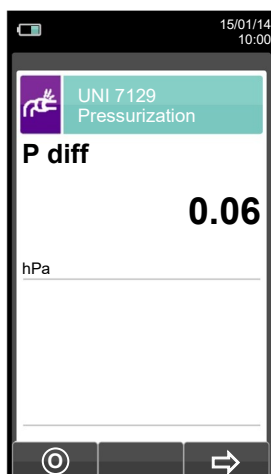 15/01/14
10:00
UNI 7129
Pressurization
P diff
0.06
hPa